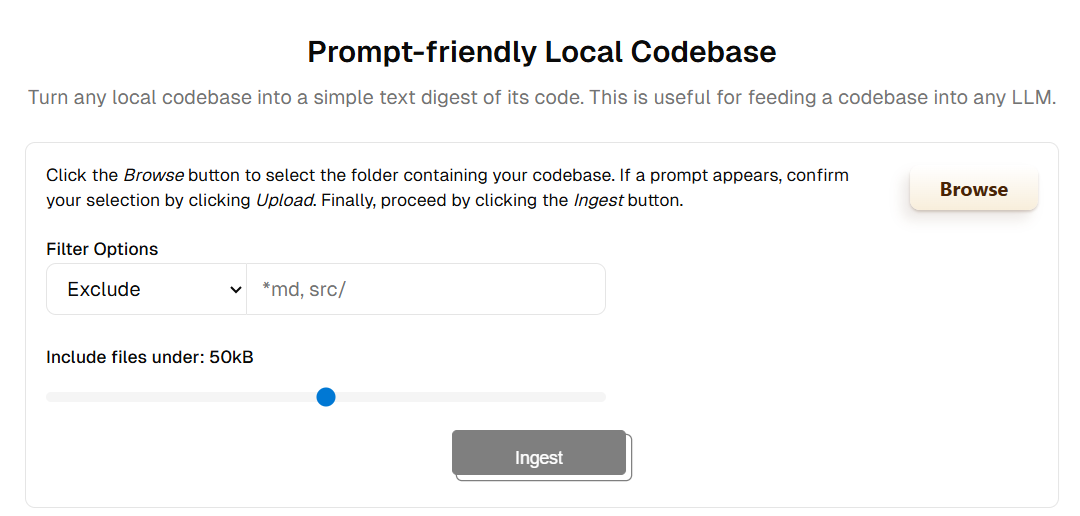 Prompt-friendly Local Codebase
Turn any local codebase into a simple text digest of its code. This is useful for feeding a codebase into any LLM.
Click the Browse button to select the folder containing your codebase. If a prompt appears, confirm
your selection by clicking Upload. Finally, proceed by clicking the Ingest button.
Browse
Filter Options
Exclude
*md, src/
Include files under: 50kB
Ingest